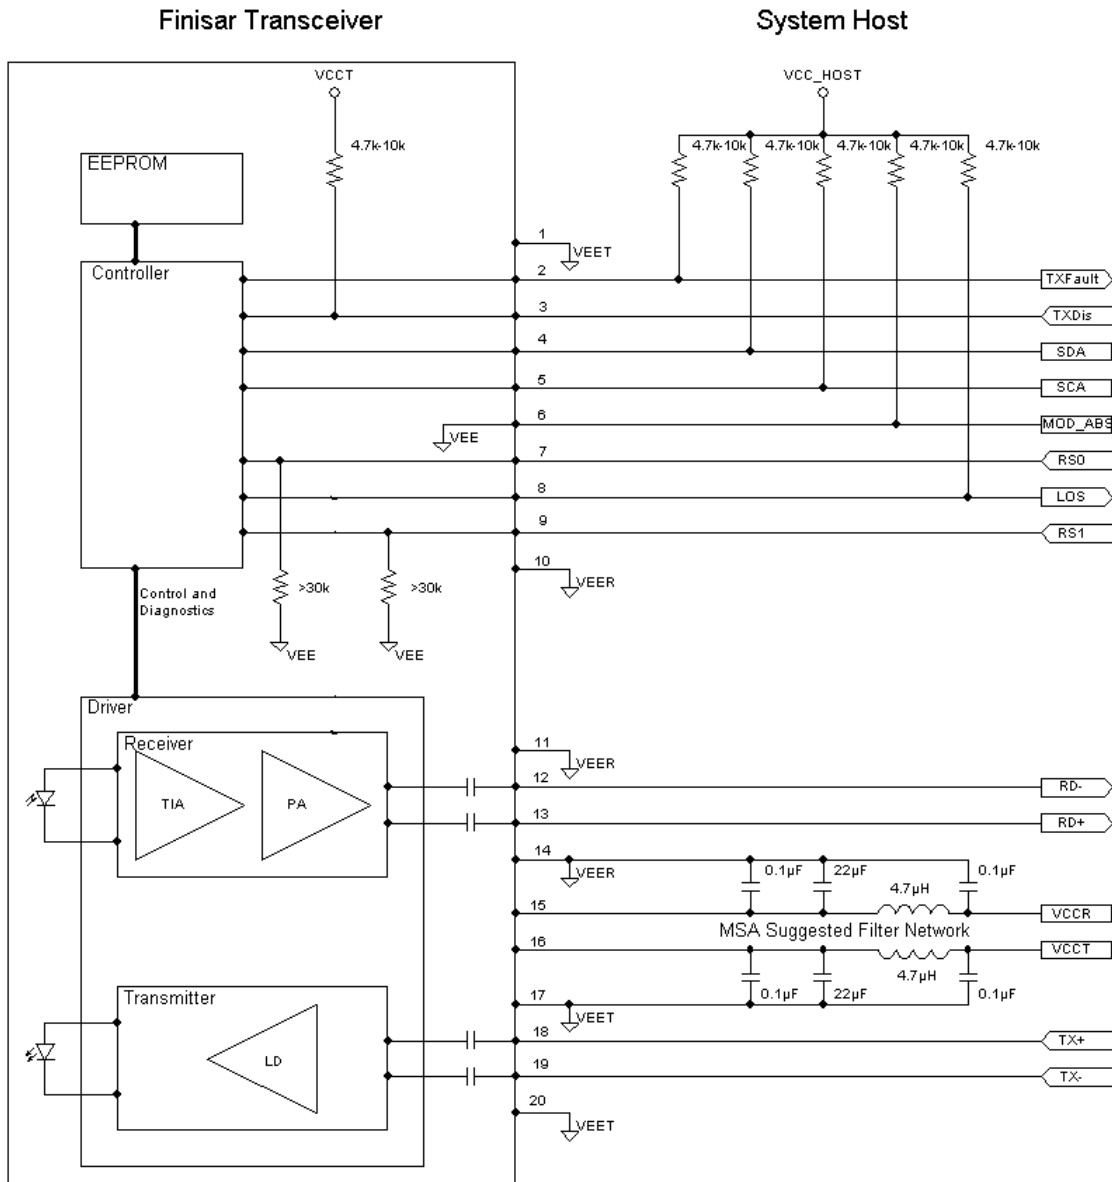 Finisar Transceiver
System Host
VCCT
VCC_HOST
4.7k-10k
4.7k-10k
4.7k-10k
4.7k-10k
4.7k-10k
4.7k-10k
EEPROM
1
VEET
Controller
2
TXFault
3
TXDis
4
SDA
5
SCA
6
MOD_ABS
VEE
7
RS0
8
LOS
9
RS1
10
VEER
>30k
>30k
Control and
Diagnostics
VEE
VEE
Driver
Receiver
11
VEER
TIA
PA
12
RD-
13
RD+
14
VEER
0.1µF
22µF
4.7µH
0.1µF
15
VCCR
MSA Suggested Filter Network
16
VCCT
4.7µH
0.1µF
22µF
0.1µF
Transmitter
17
VEET
18
TX+
LD
19
TX-
20
VEET